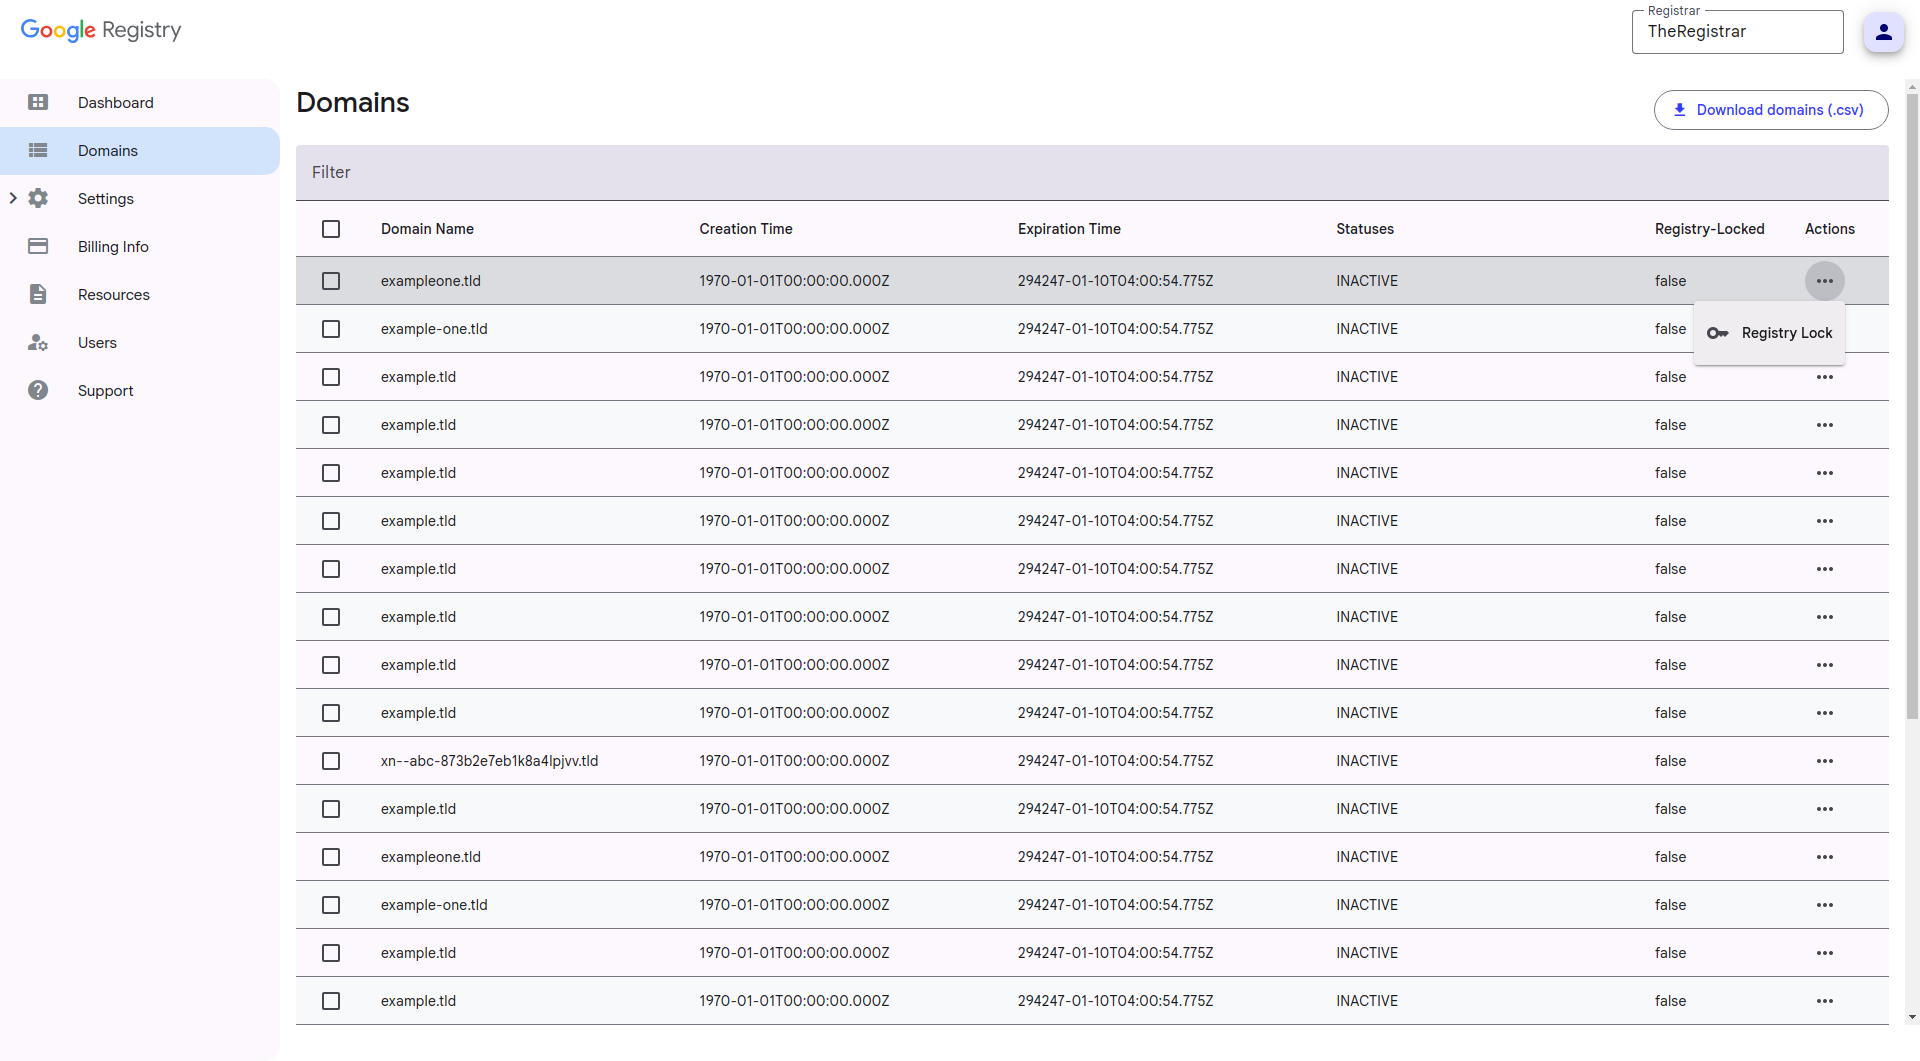 Google Registry
Registrar
TheRegistrar
Dashboard
Domains
Settings
Billing Info
Resources
Users
Support
Domains
Download domains (.csv)
Filter
Domain Name Creation Time Expiration Time Statuses Registry-Locked Actions
exampleone.tld 1970-01-01T00:00:00.000Z 294247-01-10T04:00:54.775Z INACTIVE false
example-one.tld 1970-01-01T00:00:00.000Z 294247-01-10T04:00:54.775Z INACTIVE false
Registry Lock
example.tld 1970-01-01T00:00:00.000Z 294247-01-10T04:00:54.775Z INACTIVE false
example.tld 1970-01-01T00:00:00.000Z 294247-01-10T04:00:54.775Z INACTIVE false
example.tld 1970-01-01T00:00:00.000Z 294247-01-10T04:00:54.775Z INACTIVE false
example.tld 1970-01-01T00:00:00.000Z 294247-01-10T04:00:54.775Z INACTIVE false
example.tld 1970-01-01T00:00:00.000Z 294247-01-10T04:00:54.775Z INACTIVE false
example.tld 1970-01-01T00:00:00.000Z 294247-01-10T04:00:54.775Z INACTIVE false
example.tld 1970-01-01T00:00:00.000Z 294247-01-10T04:00:54.775Z INACTIVE false
example.tld 1970-01-01T00:00:00.000Z 294247-01-10T04:00:54.775Z INACTIVE false
xn--abc-873b2e7eb1k8a4lpjvv.tld 1970-01-01T00:00:00.000Z 294247-01-10T04:00:54.775Z INACTIVE false
example.tld 1970-01-01T00:00:00.000Z 294247-01-10T04:00:54.775Z INACTIVE false
exampleone.tld 1970-01-01T00:00:00.000Z 294247-01-10T04:00:54.775Z INACTIVE false
example-one.tld 1970-01-01T00:00:00.000Z 294247-01-10T04:00:54.775Z INACTIVE false
example.tld 1970-01-01T00:00:00.000Z 294247-01-10T04:00:54.775Z INACTIVE false
example.tld 1970-01-01T00:00:00.000Z 294247-01-10T04:00:54.775Z INACTIVE false